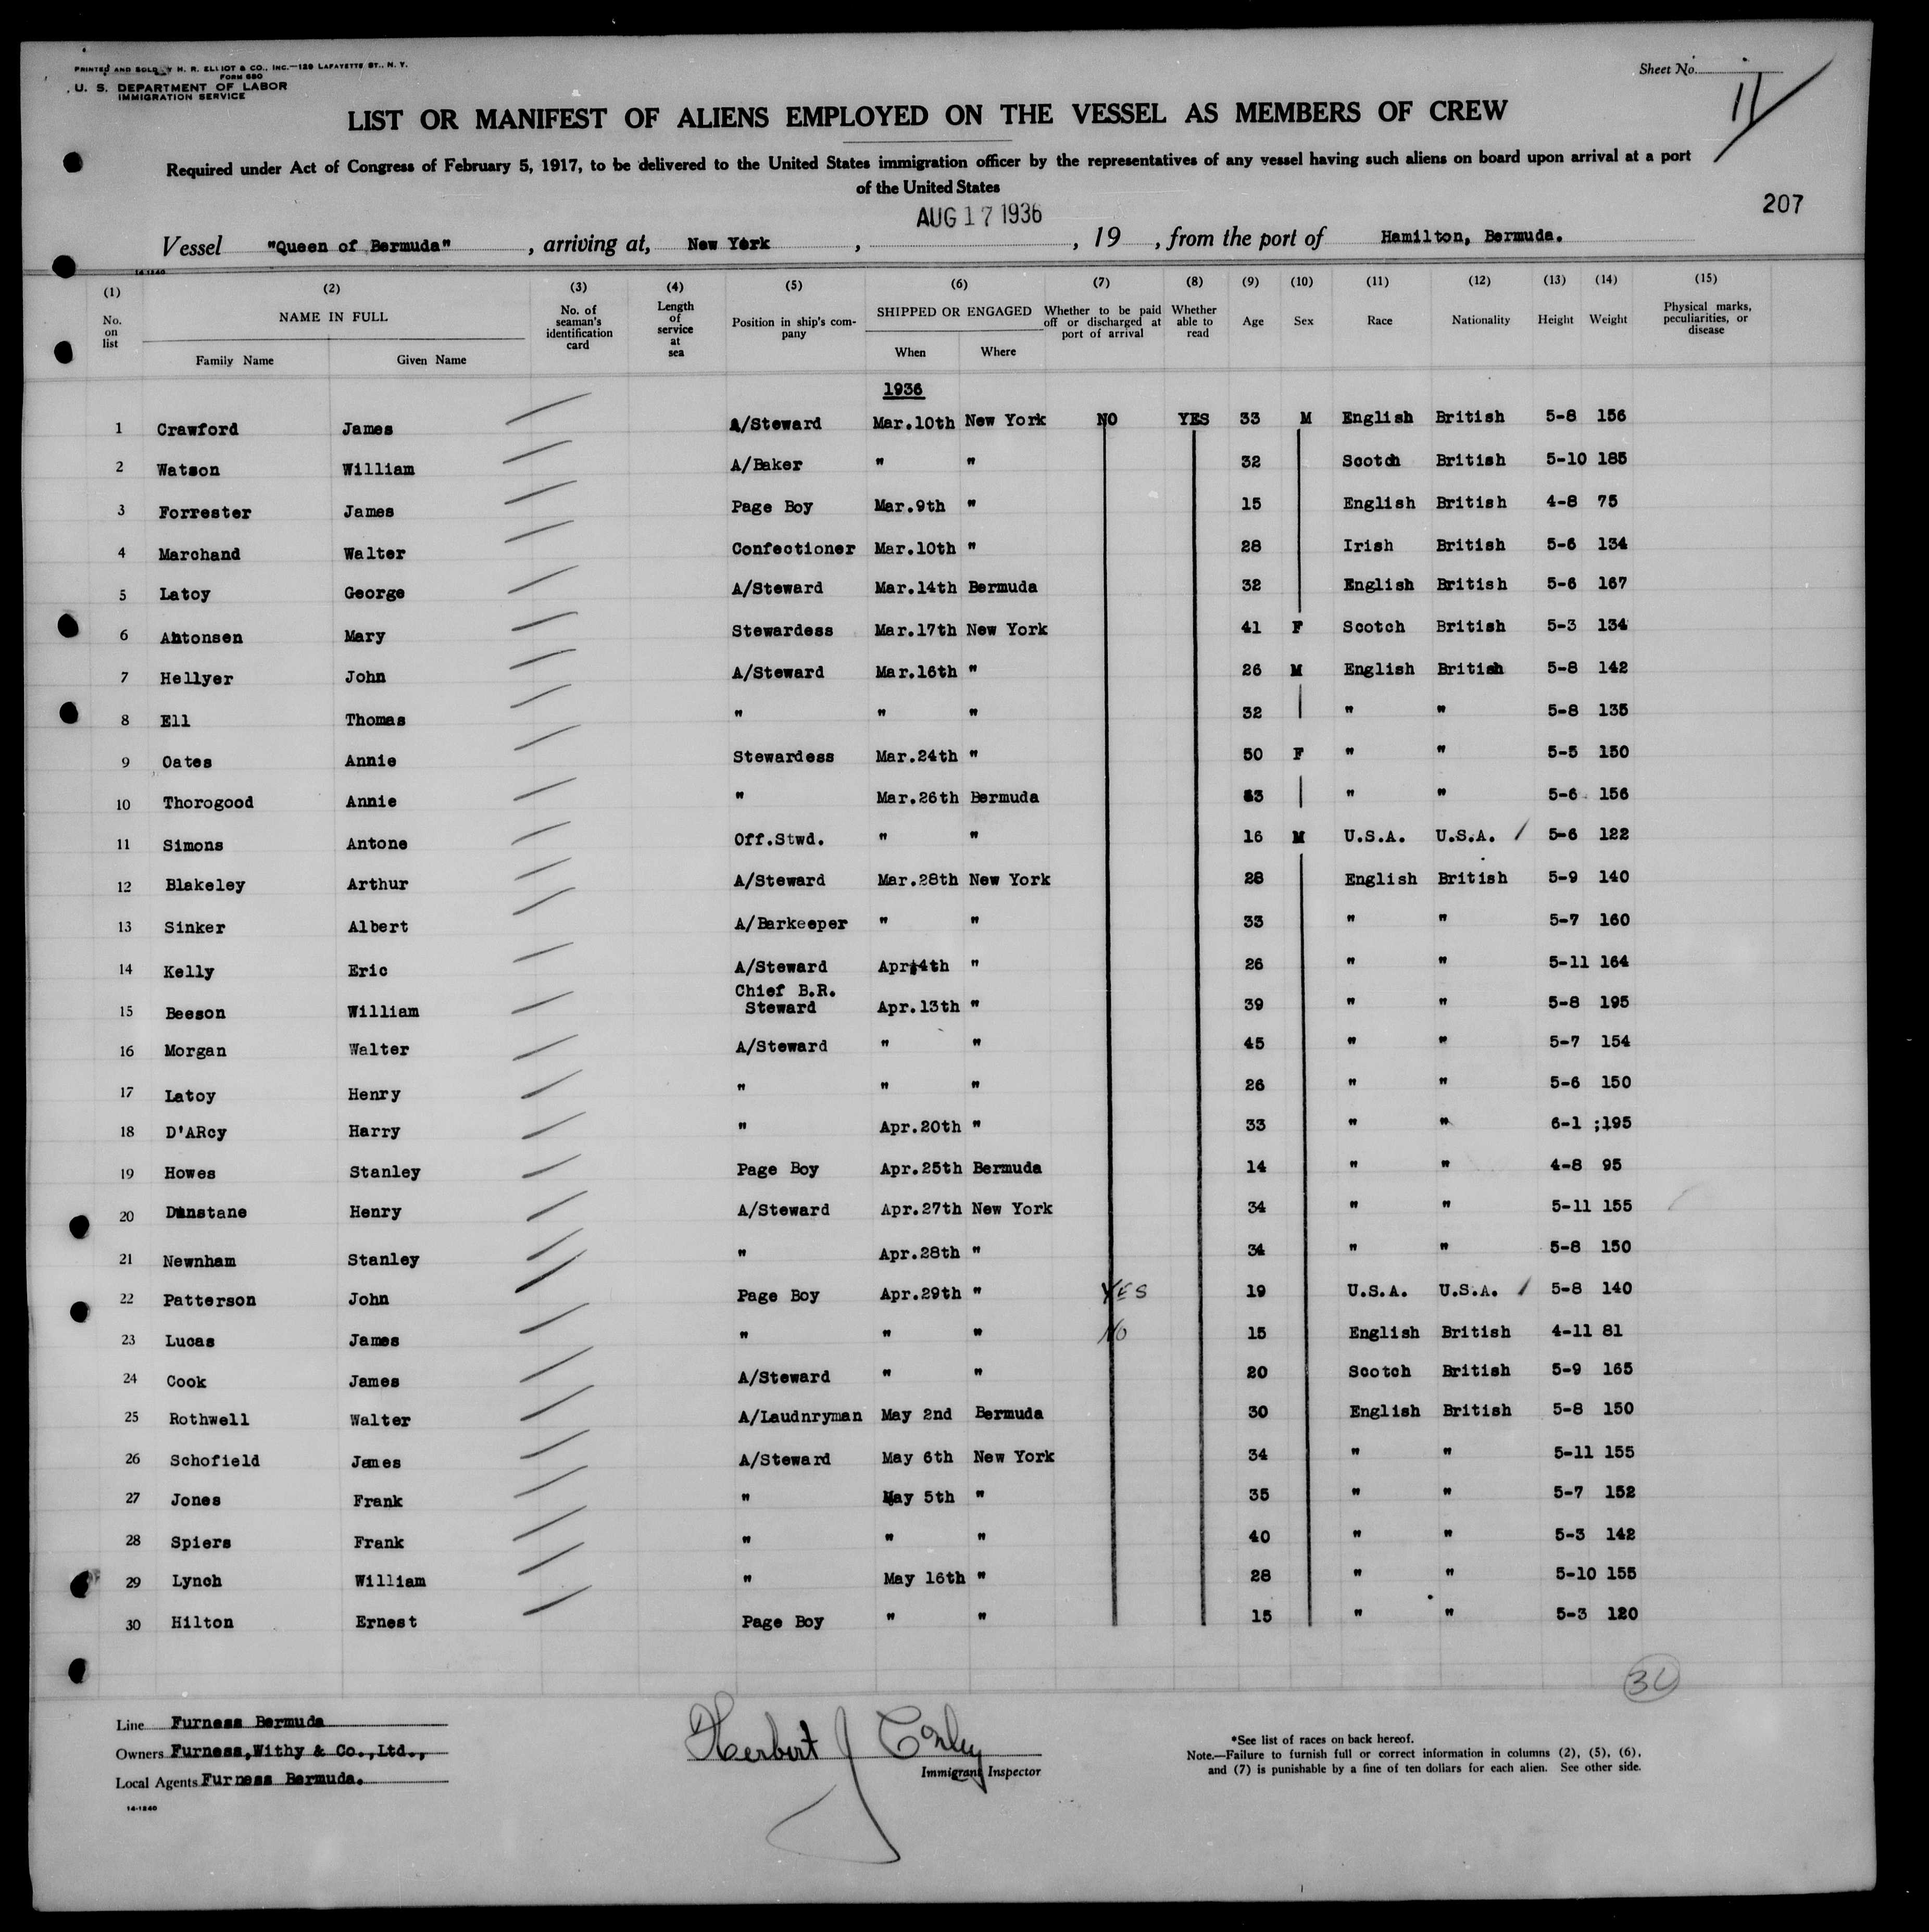 PRINTED AND SOLD BY H. R. ELLIOT & CO., INC.—129 LAFAYETTE ST., N. Y.
FORM 680
U. S. DEPARTMENT OF LABOR
IMMIGRATION SERVICE
Sheet No. 11
LIST OR MANIFEST OF ALIENS EMPLOYED ON THE VESSEL AS MEMBERS OF CREW
Required under Act of Congress of February 5, 1917, to be delivered to the United States immigration officer by the representatives of any vessel having such aliens on board upon arrival at a port
of the United States
AUG 17 1936
207
Vessel "Queen of Bermuda", arriving at, New York, , 19 , from the port of Hamilton, Bermuda.
14-1240
(1) (2) (3) (4) (5) (6) (7) (8) (9) (10) (11) (12) (13) (14) (15)
No. on list NAME IN FULL Family Name Given Name No. of seaman's identification card Length of service at sea Position in ship's company SHIPPED OR ENGAGED When Where Whether to be paid off or discharged at port of arrival Whether able to read Age Sex Race Nationality Height Weight Physical marks, peculiarities, or disease
1936
1 Crawford James A/Steward Mar.10th New York NO YES 33 M English British 5-8 156
2 Watson William A/Baker " " 32 Scotch British 5-10 185
3 Forrester James Page Boy Mar.9th " 15 English British 4-8 75
4 Marchand Walter Confectioner Mar.10th " 28 Irish British 5-6 134
5 Latoy George A/Steward Mar.14th Bermuda 32 English British 5-6 167
6 Antonsen Mary Stewardess Mar.17th New York 41 F Scotch British 5-3 134
7 Hellyer John A/Steward Mar.16th " 26 M English British 5-8 142
8 Ell Thomas " " " 32 " " 5-8 135
9 Oates Annie Stewardess Mar.24th " 50 F " " 5-5 150
10 Thorogood Annie " Mar.26th Bermuda " " 5-6 156
11 Simons Antone Off.Stwd. " " 16 M U.S.A. U.S.A. / 5-6 122
12 Blakeley Arthur A/Steward Mar.28th New York 28 English British 5-9 140
13 Sinker Albert A/Barkeeper " " 33 " " 5-7 160
14 Kelly Eric A/Steward Apr.4th " 26 " " 5-11 164
15 Beeson William Chief B.R. Steward Apr.13th " 39 " " 5-8 195
16 Morgan Walter A/Steward " " 45 " " 5-7 154
17 Latoy Henry " " " 26 " " 5-6 150
18 D'ARcy Harry " Apr.20th " 33 " " 6-1 ;195
19 Howes Stanley Page Boy Apr.25th Bermuda 14 " " 4-8 95
20 Dunstane Henry A/Steward Apr.27th New York 34 " " 5-11 155
21 Newnham Stanley " Apr.28th " 34 " " 5-8 150
22 Patterson John Page Boy Apr.29th " YES 19 U.S.A. U.S.A. / 5-8 140
23 Lucas James " " " NO 15 English British 4-11 81
24 Cook James A/Steward " " 20 Scotch British 5-9 165
25 Rothwell Walter A/Laudnryman May 2nd Bermuda 30 English British 5-8 150
26 Schofield James A/Steward May 6th New York 34 " " 5-11 155
27 Jones Frank " May 5th " 35 " " 5-7 152
28 Spiers Frank " " " 40 " " 5-3 142
29 Lynch William " May 16th " 28 " " 5-10 155
30 Hilton Ernest Page Boy " " 15 " " 5-3 120
30
Line Furness Bermuda
Owners Furness,Withy & Co.,Ltd.,
Local Agents Furness Bermuda.
14-1240
Herbert J Conley
Immigrant Inspector
*See list of races on back hereof.
Note.—Failure to furnish full or correct information in columns (2), (5), (6),
and (7) is punishable by a fine of ten dollars for each alien. See other side.